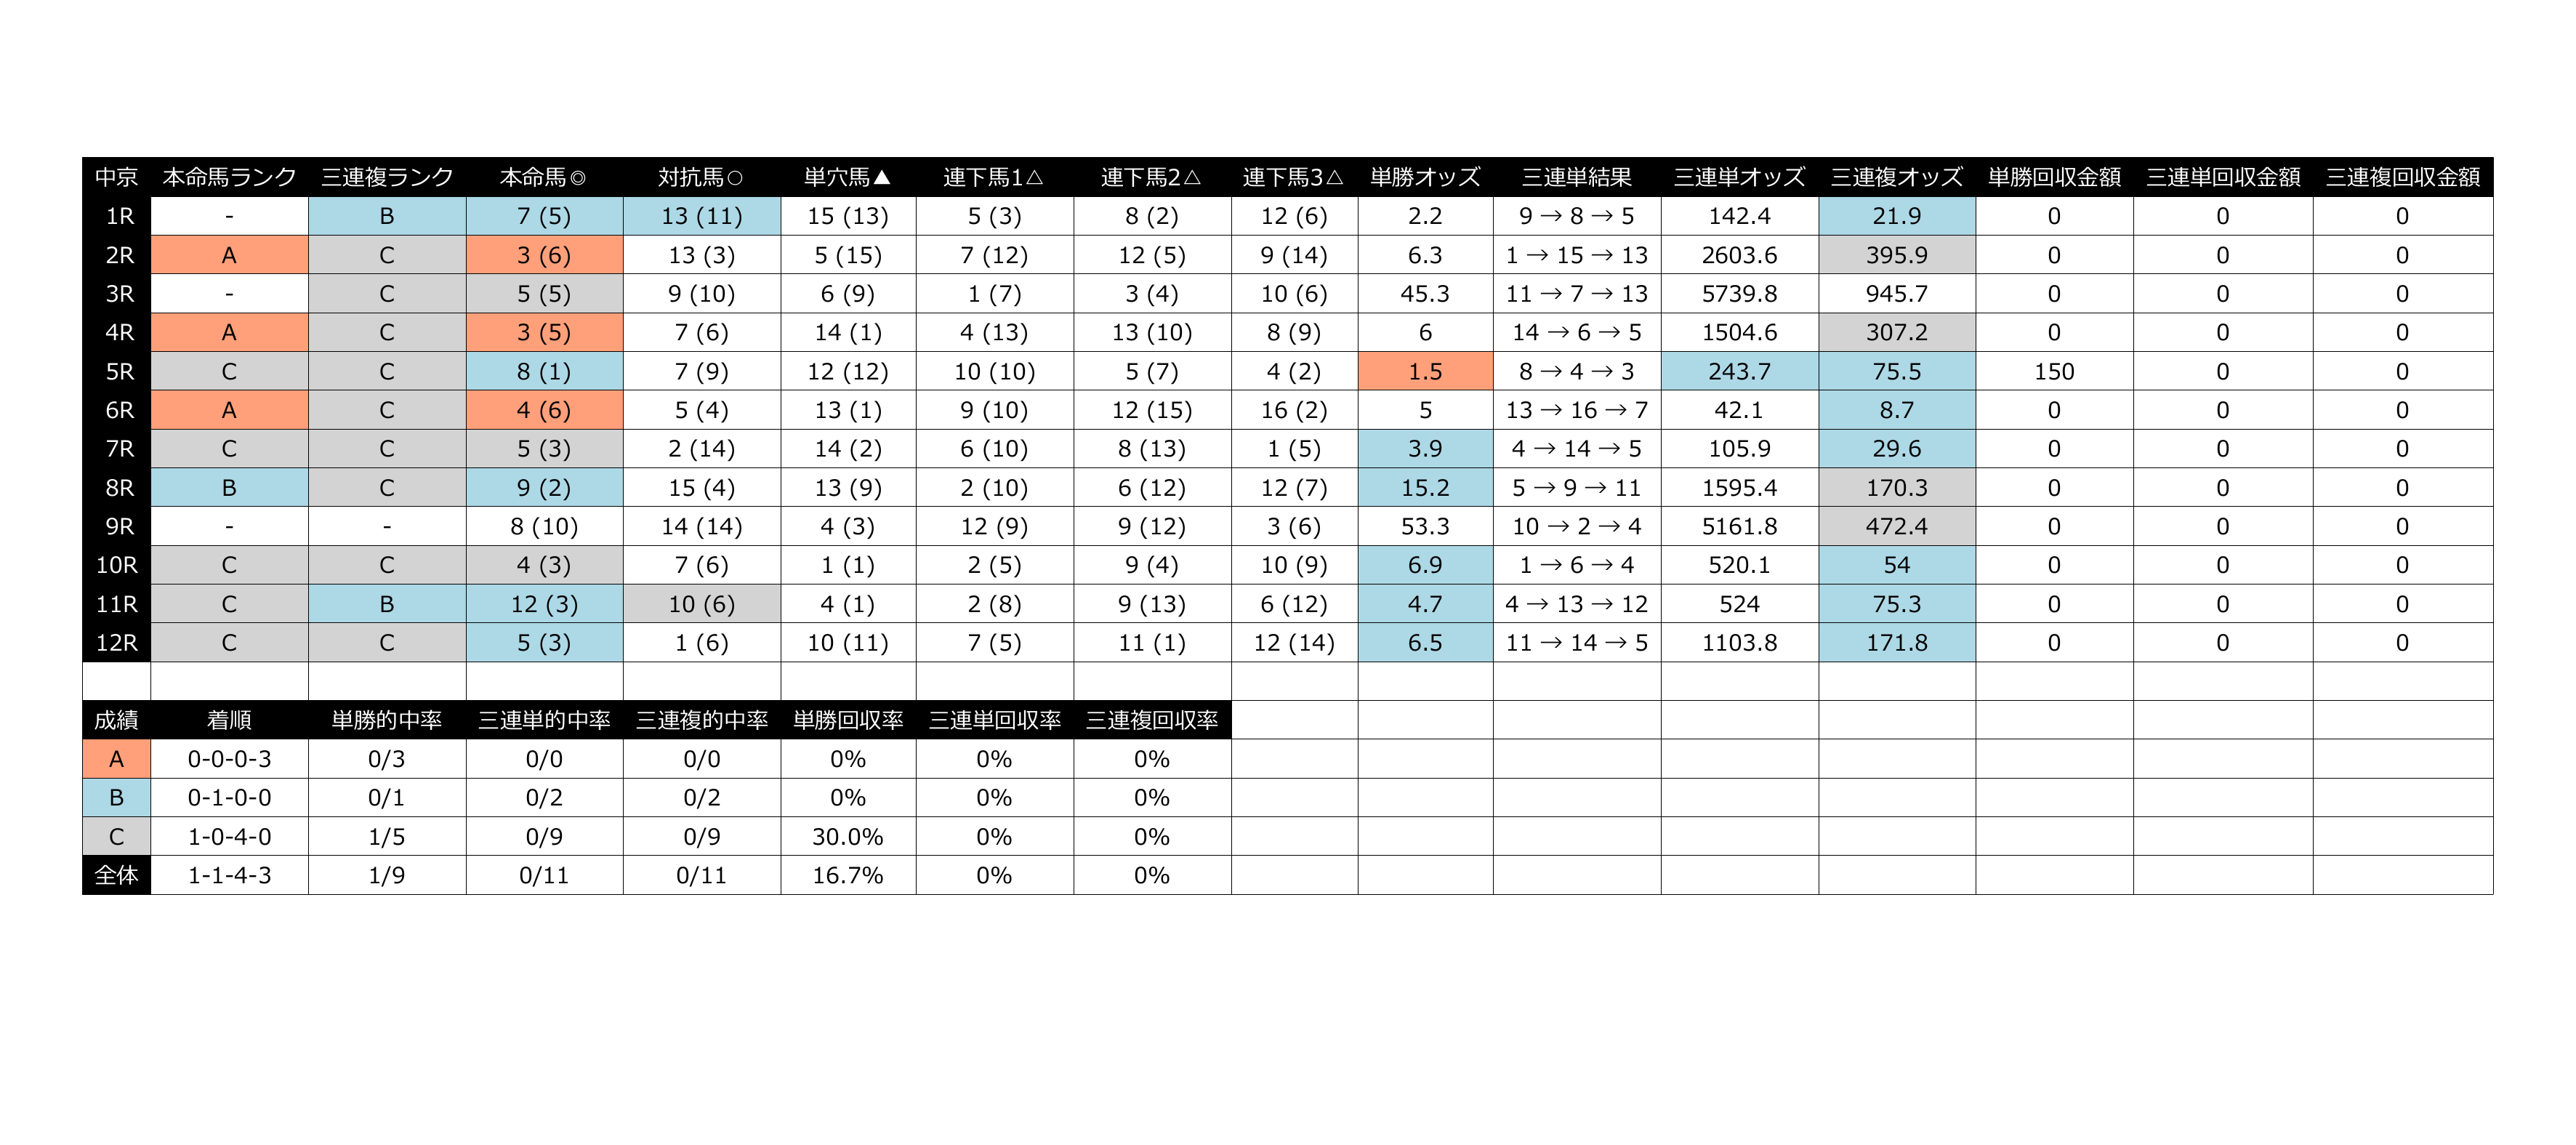 中京 本命馬ランク 三連複ランク 本命馬◎ 対抗馬○ 単穴馬▲ 連下馬1△ 連下馬2△ 連下馬3△ 単勝オッズ 三連単結果 三連単オッズ 三連複オッズ 単勝回収金額 三連単回収金額 三連複回収金額
1R - B 7 (5) 13 (11) 15 (13) 5 (3) 8 (2) 12 (6) 2.2 9 → 8 → 5 142.4 21.9 0 0 0
2R A C 3 (6) 13 (3) 5 (15) 7 (12) 12 (5) 9 (14) 6.3 1 → 15 → 13 2603.6 395.9 0 0 0
3R - C 5 (5) 9 (10) 6 (9) 1 (7) 3 (4) 10 (6) 45.3 11 → 7 → 13 5739.8 945.7 0 0 0
4R A C 3 (5) 7 (6) 14 (1) 4 (13) 13 (10) 8 (9) 6 14 → 6 → 5 1504.6 307.2 0 0 0
5R C C 8 (1) 7 (9) 12 (12) 10 (10) 5 (7) 4 (2) 1.5 8 → 4 → 3 243.7 75.5 150 0 0
6R A C 4 (6) 5 (4) 13 (1) 9 (10) 12 (15) 16 (2) 5 13 → 16 → 7 42.1 8.7 0 0 0
7R C C 5 (3) 2 (14) 14 (2) 6 (10) 8 (13) 1 (5) 3.9 4 → 14 → 5 105.9 29.6 0 0 0
8R B C 9 (2) 15 (4) 13 (9) 2 (10) 6 (12) 12 (7) 15.2 5 → 9 → 11 1595.4 170.3 0 0 0
9R - - 8 (10) 14 (14) 4 (3) 12 (9) 9 (12) 3 (6) 53.3 10 → 2 → 4 5161.8 472.4 0 0 0
10R C C 4 (3) 7 (6) 1 (1) 2 (5) 9 (4) 10 (9) 6.9 1 → 6 → 4 520.1 54 0 0 0
11R C B 12 (3) 10 (6) 4 (1) 2 (8) 9 (13) 6 (12) 4.7 4 → 13 → 12 524 75.3 0 0 0
12R C C 5 (3) 1 (6) 10 (11) 7 (5) 11 (1) 12 (14) 6.5 11 → 14 → 5 1103.8 171.8 0 0 0
成績 着順 単勝的中率 三連単的中率 三連複的中率 単勝回収率 三連単回収率 三連複回収率
A 0-0-0-3 0/3 0/0 0/0 0% 0% 0%
B 0-1-0-0 0/1 0/2 0/2 0% 0% 0%
C 1-0-4-0 1/5 0/9 0/9 30.0% 0% 0%
全体 1-1-4-3 1/9 0/11 0/11 16.7% 0% 0%